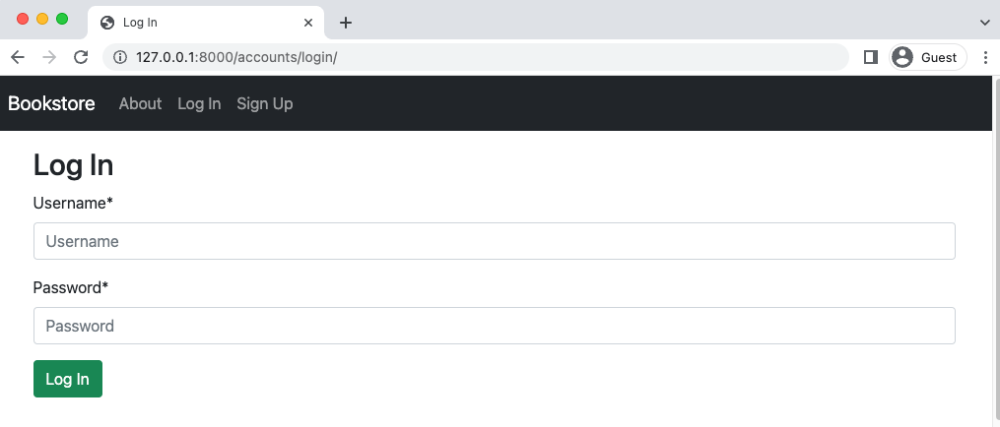 Log In
127.0.0.1:8000/accounts/login/
Guest
Bookstore About Log In Sign Up
Log In
Username*
Username
Password*
Password
Log In